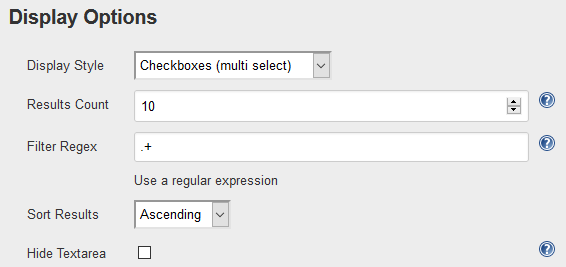 Display Options
Display Style Checkboxes (multi select)
Results Count 10
Filter Regex .+
Use a regular expression
Sort Results Ascending
Hide Textarea